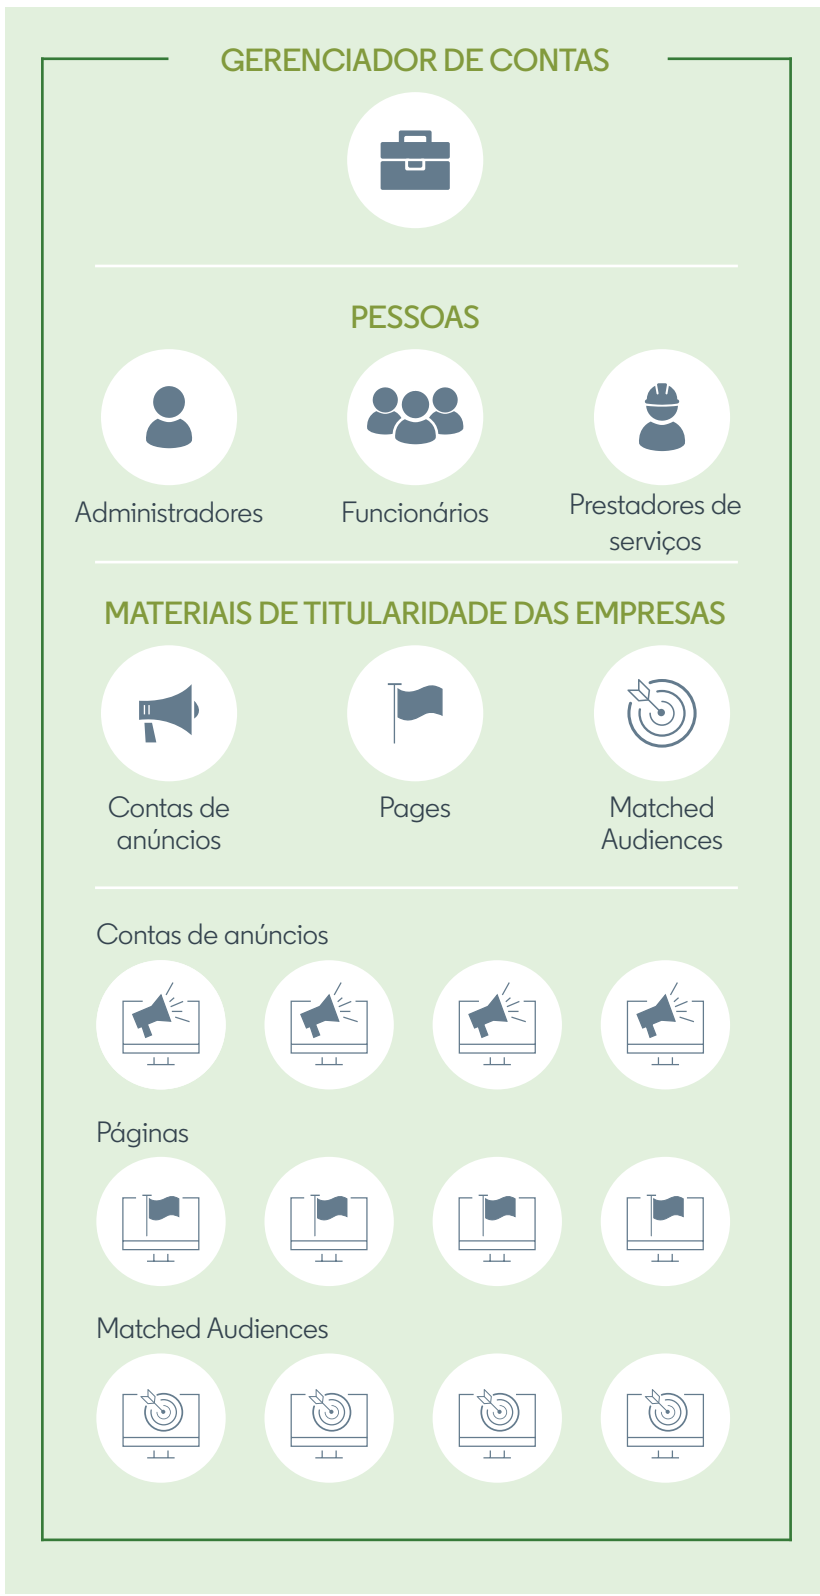 GERENCIADOR DE CONTAS
PESSOAS
Administradores
Funcionários
Prestadores de
serviços
MATERIAIS DE TITULARIDADE DAS EMPRESAS
Contas de
anúncios
Pages
Matched
Audiences
Contas de anúncios
Páginas
Matched Audiences